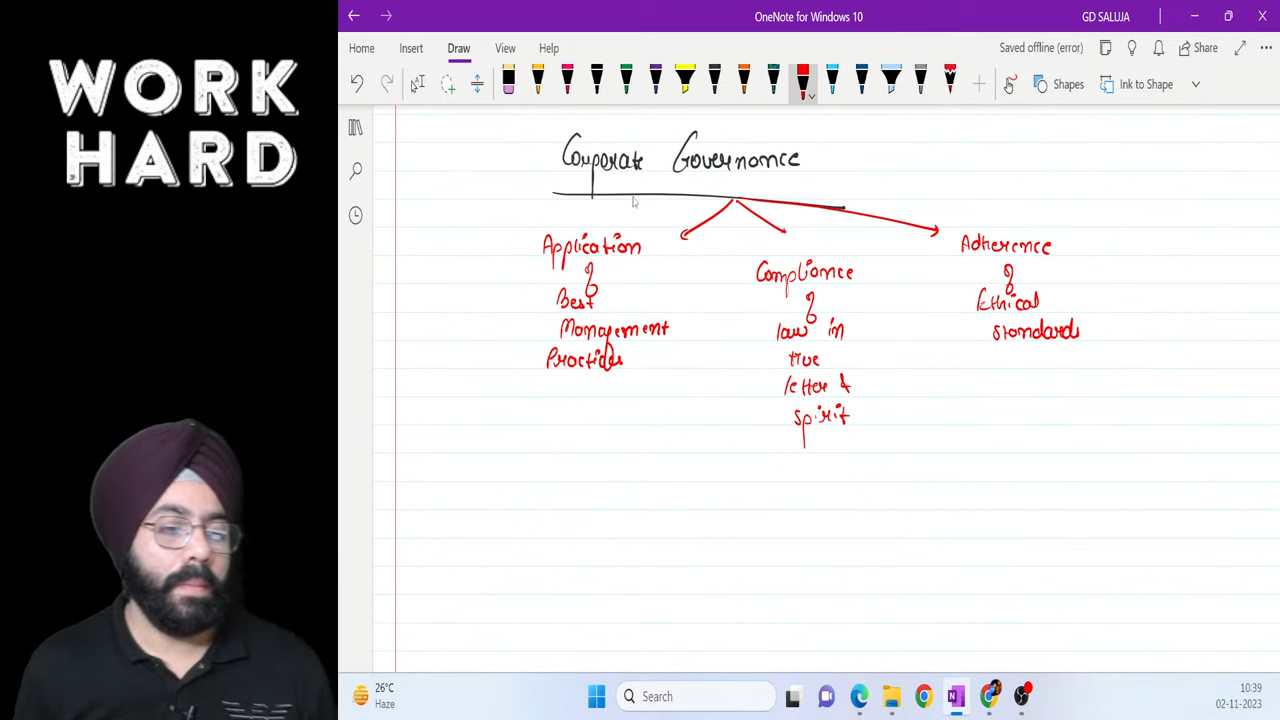 WORK
HARD
OneNote for Windows 10
GD SALUJA
Home
Insert
Draw
View
Help
Saved offline (error)
Share
Shapes
Ink to Shape
Corporate Governance
Application
of
Best
Management
Practices
Compliance
of
law in
true
letter &
spirit
Adherence
of
Ethical
standards
26°C
Haze
Search
10:39
02-11-2023